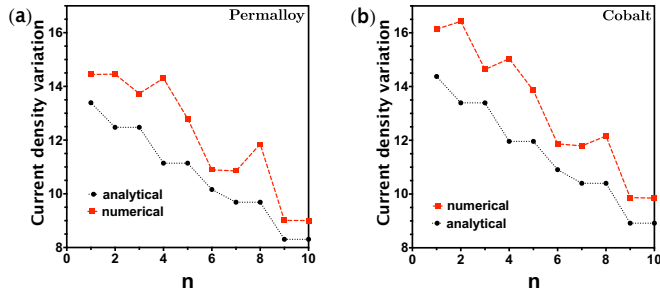 (a)
Permalloy
Current density variation
16
14
12
10
8
analytical
numerical
0 2 4 6 8 10
n
(b)
Cobalt
Current density variation
16
14
12
10
8
numerical
analytical
0 2 4 6 8 10
n